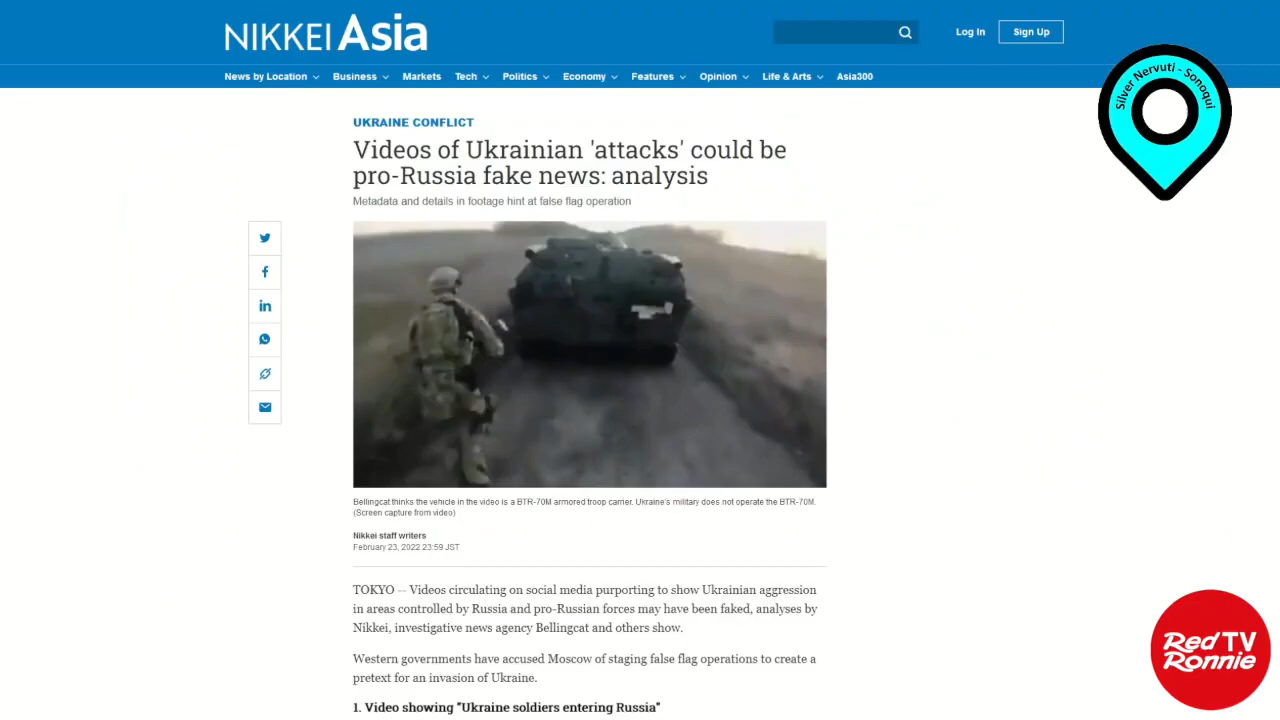 NIKKEI Asia
Log In
Sign Up
News by Location
Business
Markets
Tech
Politics
Economy
Features
Opinion
Life & Arts
Asia300
Silver Nervuti - Sonoqui
UKRAINE CONFLICT
Videos of Ukrainian 'attacks' could be
pro-Russia fake news: analysis
Metadata and details in footage hint at false flag operation
Bellingcat thinks the vehicle in the video is a BTR-70M armored troop carrier. Ukraine's military does not operate the BTR-70M.
(Screen capture from video)
Nikkei staff writers
February 23, 2022 23:59 JST
TOKYO -- Videos circulating on social media purporting to show Ukrainian aggression
in areas controlled by Russia and pro-Russian forces may have been faked, analyses by
Nikkei, investigative news agency Bellingcat and others show.
Western governments have accused Moscow of staging false flag operations to create a
pretext for an invasion of Ukraine.
1. Video showing "Ukraine soldiers entering Russia"
Red TV
Ronnie